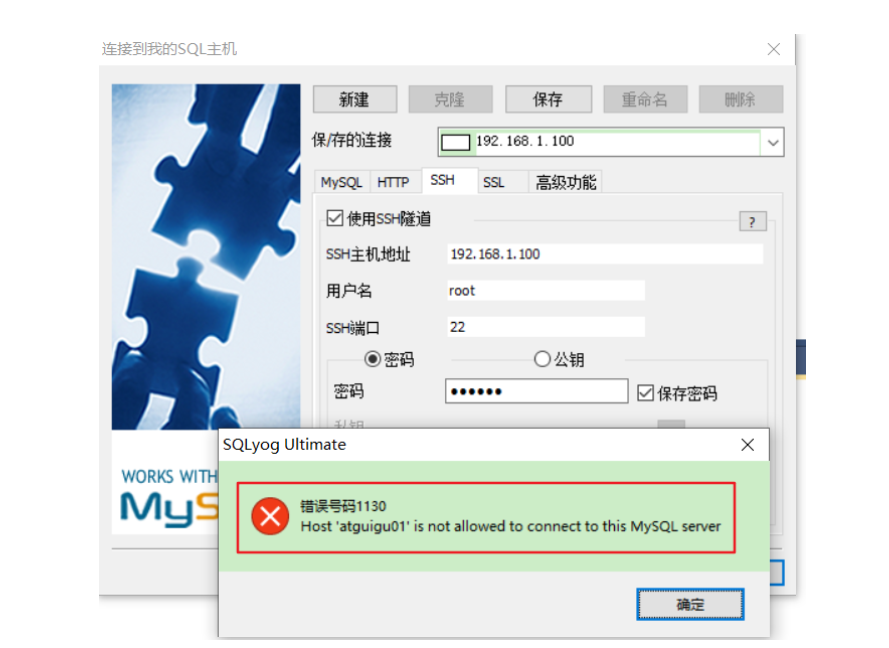 连接到我的SQL主机
新建 克隆 保存 重命名 删除
保/存的连接 192.168.1.100
MySQL HTTP SSH SSL 高级功能
使用SSH隧道 ?
SSH主机地址 192.168.1.100
用户名 root
SSH端口 22
密码 公钥
密码 •••••• 保存密码
SQLyog Ultimate
WORKS WITH
MyS
错误号码1130
Host 'atguigu01' is not allowed to connect to this MySQL server
确定